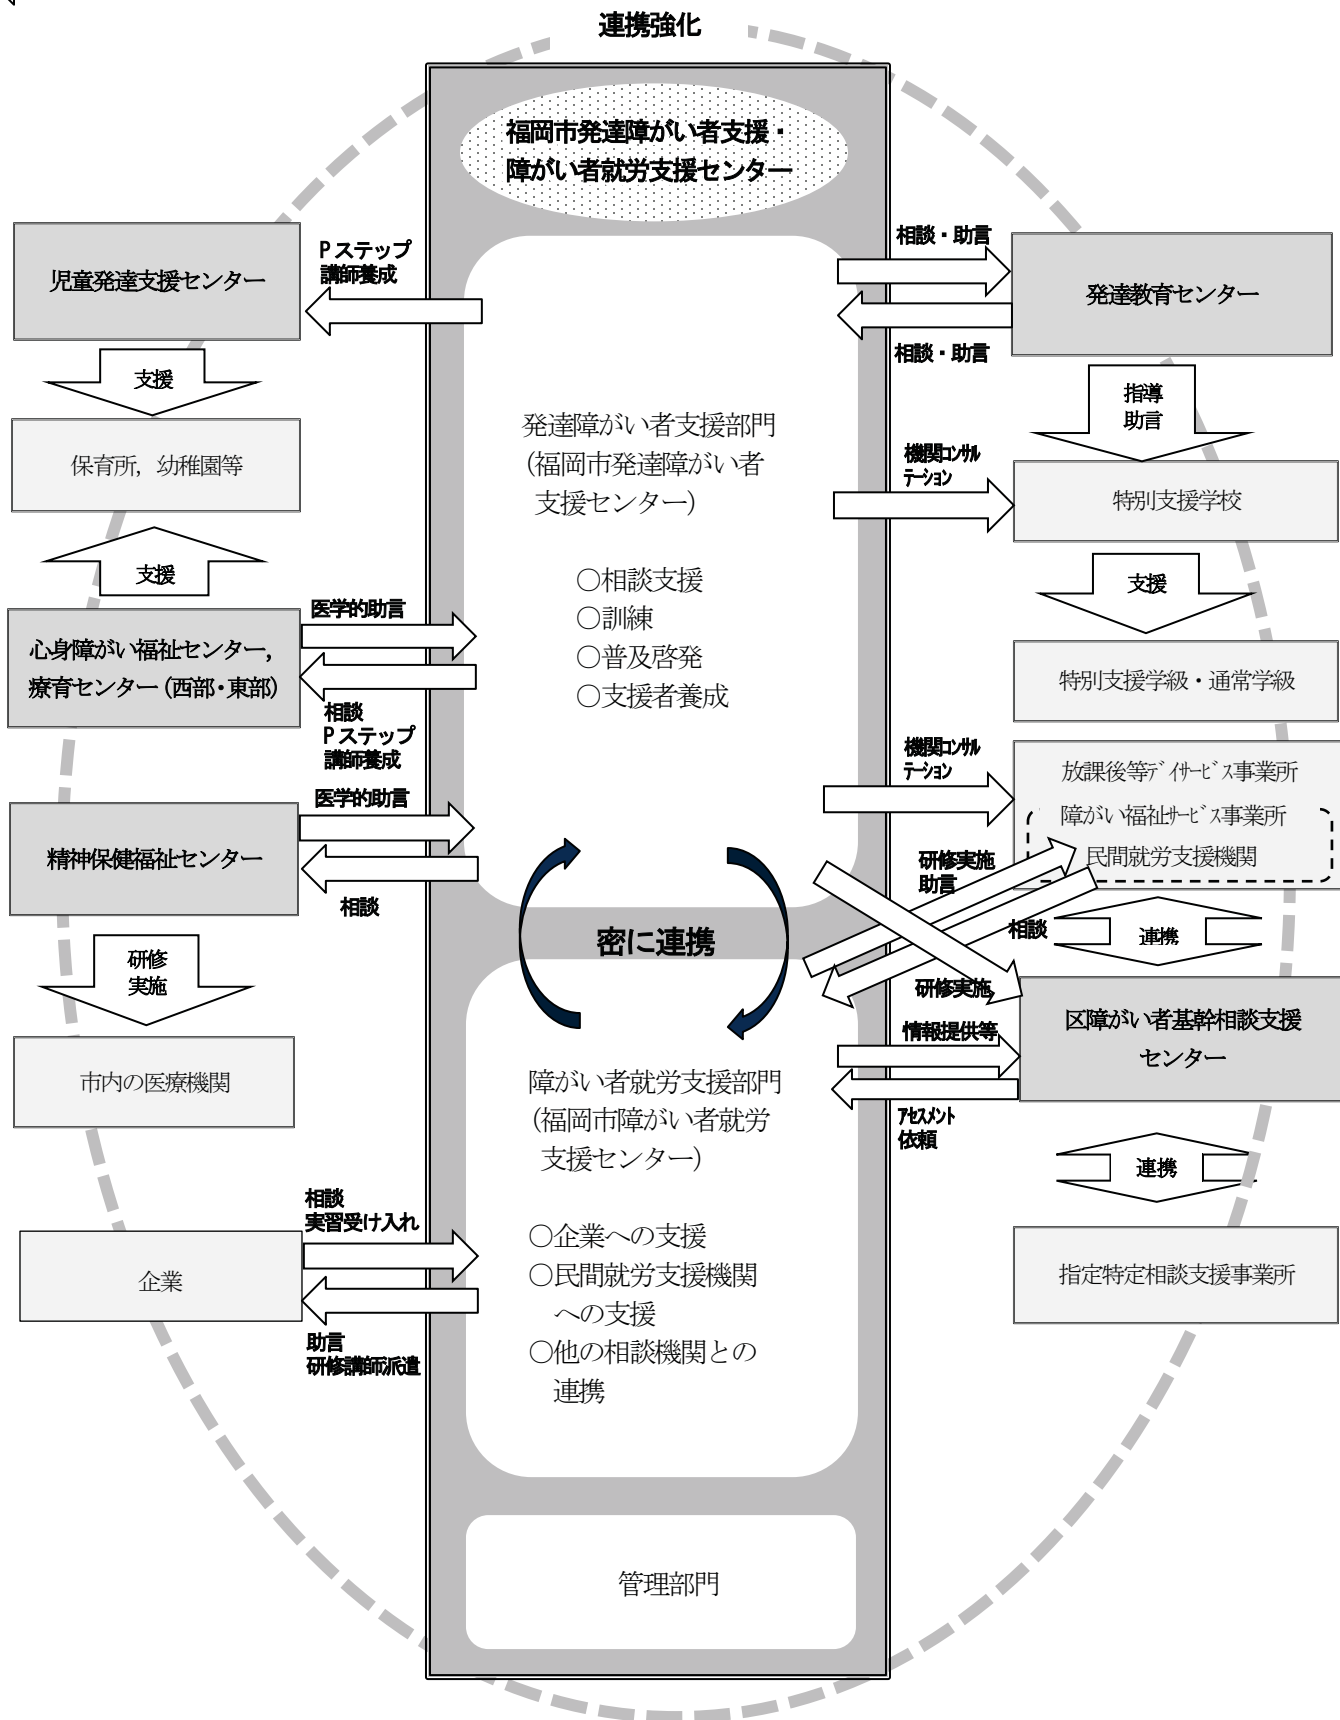 連携強化
福岡市発達障がい者支援・
障がい者就労支援センター
児童発達支援センター
Pステップ
講師養成
支援
保育所，幼稚園等
支援
心身障がい福祉センター，
療育センター（西部・東部）
医学的助言
相談
Pステップ
講師養成
精神保健福祉センター
医学的助言
相談
研修
実施
市内の医療機関
企業
相談
実習受け入れ
助言
研修講師派遣
発達障がい者支援部門
（福岡市発達障がい者
支援センター）
○相談支援
○訓練
○普及啓発
○支援者養成
密に連携
障がい者就労支援部門
（福岡市障がい者就労
支援センター）
○企業への支援
○民間就労支援機関
への支援
○他の相談機関との
連携
管理部門
相談・助言
相談・助言
発達教育センター
指導
助言
機関ｺﾝｻﾙ
ﾃｰｼｮﾝ
特別支援学校
支援
特別支援学級・通常学級
機関ｺﾝｻﾙ
ﾃｰｼｮﾝ
放課後等ﾃﾞｲｻｰﾋﾞｽ事業所
障がい福祉ｻｰﾋﾞｽ事業所
民間就労支援機関
研修実施
助言
相談
連携
研修実施
情報提供等
区障がい者基幹相談支援
センター
ｱｾｽﾒﾝﾄ
依頼
連携
指定特定相談支援事業所